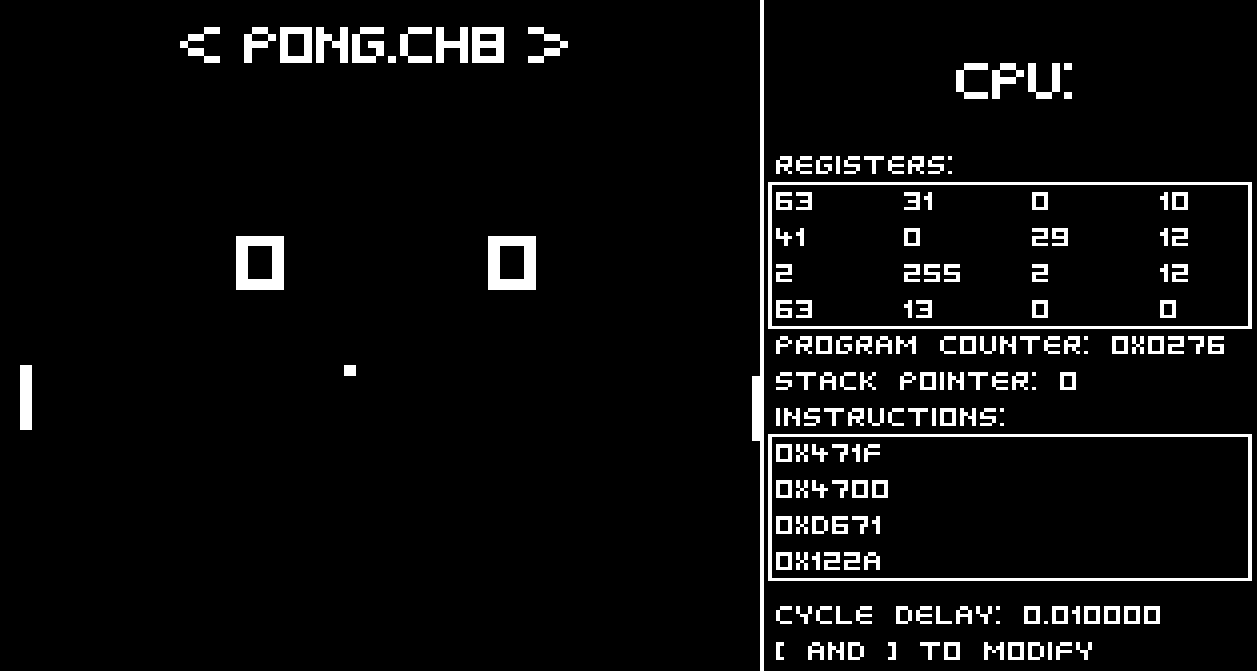 < PONG.CH8 >
0 0
CPU:
REGISTERS:
63 31 0 10
41 0 29 12
2 255 2 12
63 13 0 0
PROGRAM COUNTER: 0X0276
STACK POINTER: 0
INSTRUCTIONS:
0X471F
0X4700
0XD671
0X122A
CYCLE DELAY: 0.010000
[ AND ] TO MODIFY